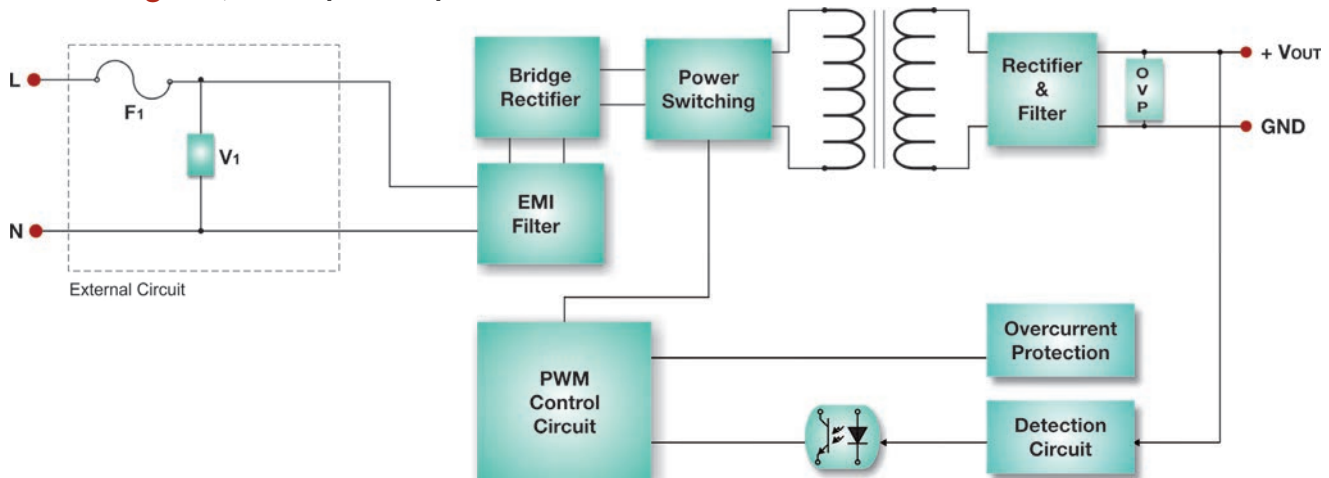 L
F1
V1
N
External Circuit
Bridge
Rectifier
EMI
Filter
Power
Switching
Rectifier
&
Filter
O
V
P
+ VOUT
GND
PWM
Control
Circuit
Overcurrent
Protection
Detection
Circuit